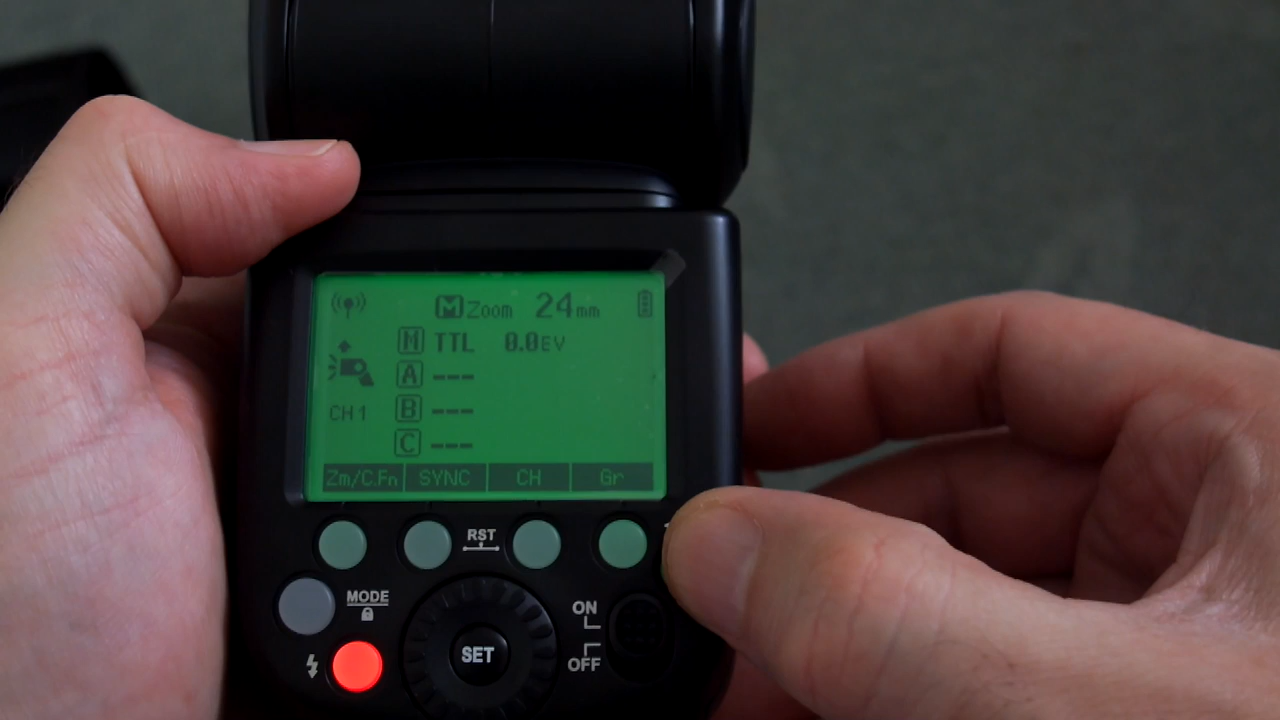 M Zoom 24mm
M TTL 0.0EV
A ---
B ---
CH1
C ---
Zm/C.Fn SYNC CH Gr
RST
MODE
ON
SET
OFF